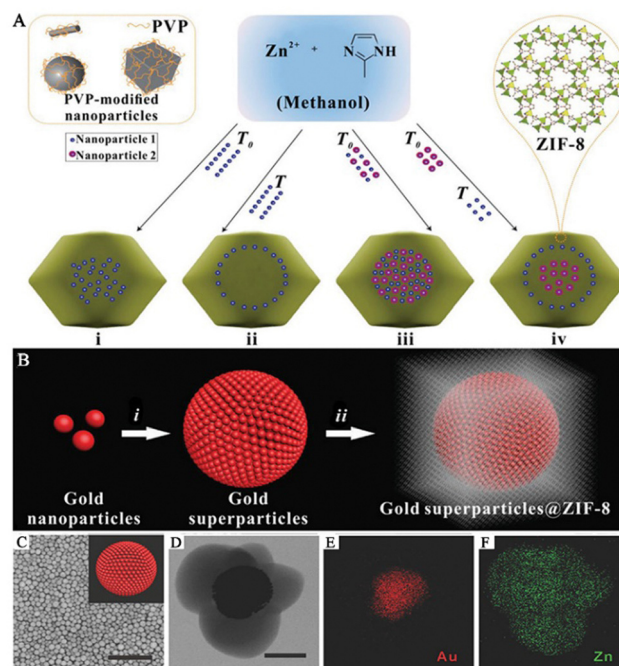 A
PVP
PVP-modified
nanoparticles
Nanoparticle 1
Nanoparticle 2
Zn2+ + N NH
(Methanol)
ZIF-8
T0
T
T0
T0
T
i
ii
iii
iv
B
i
ii
Gold
nanoparticles
Gold
superparticles
Gold superparticles@ZIF-8
C
D
E
F
Au
Zn